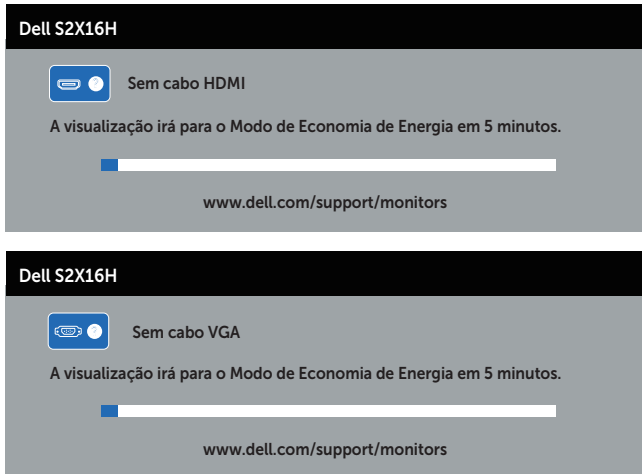 Dell S2X16H
Sem cabo HDMI
A visualização irá para o Modo de Economia de Energia em 5 minutos.
www.dell.com/support/monitors
Dell S2X16H
Sem cabo VGA
A visualização irá para o Modo de Economia de Energia em 5 minutos.
www.dell.com/support/monitors